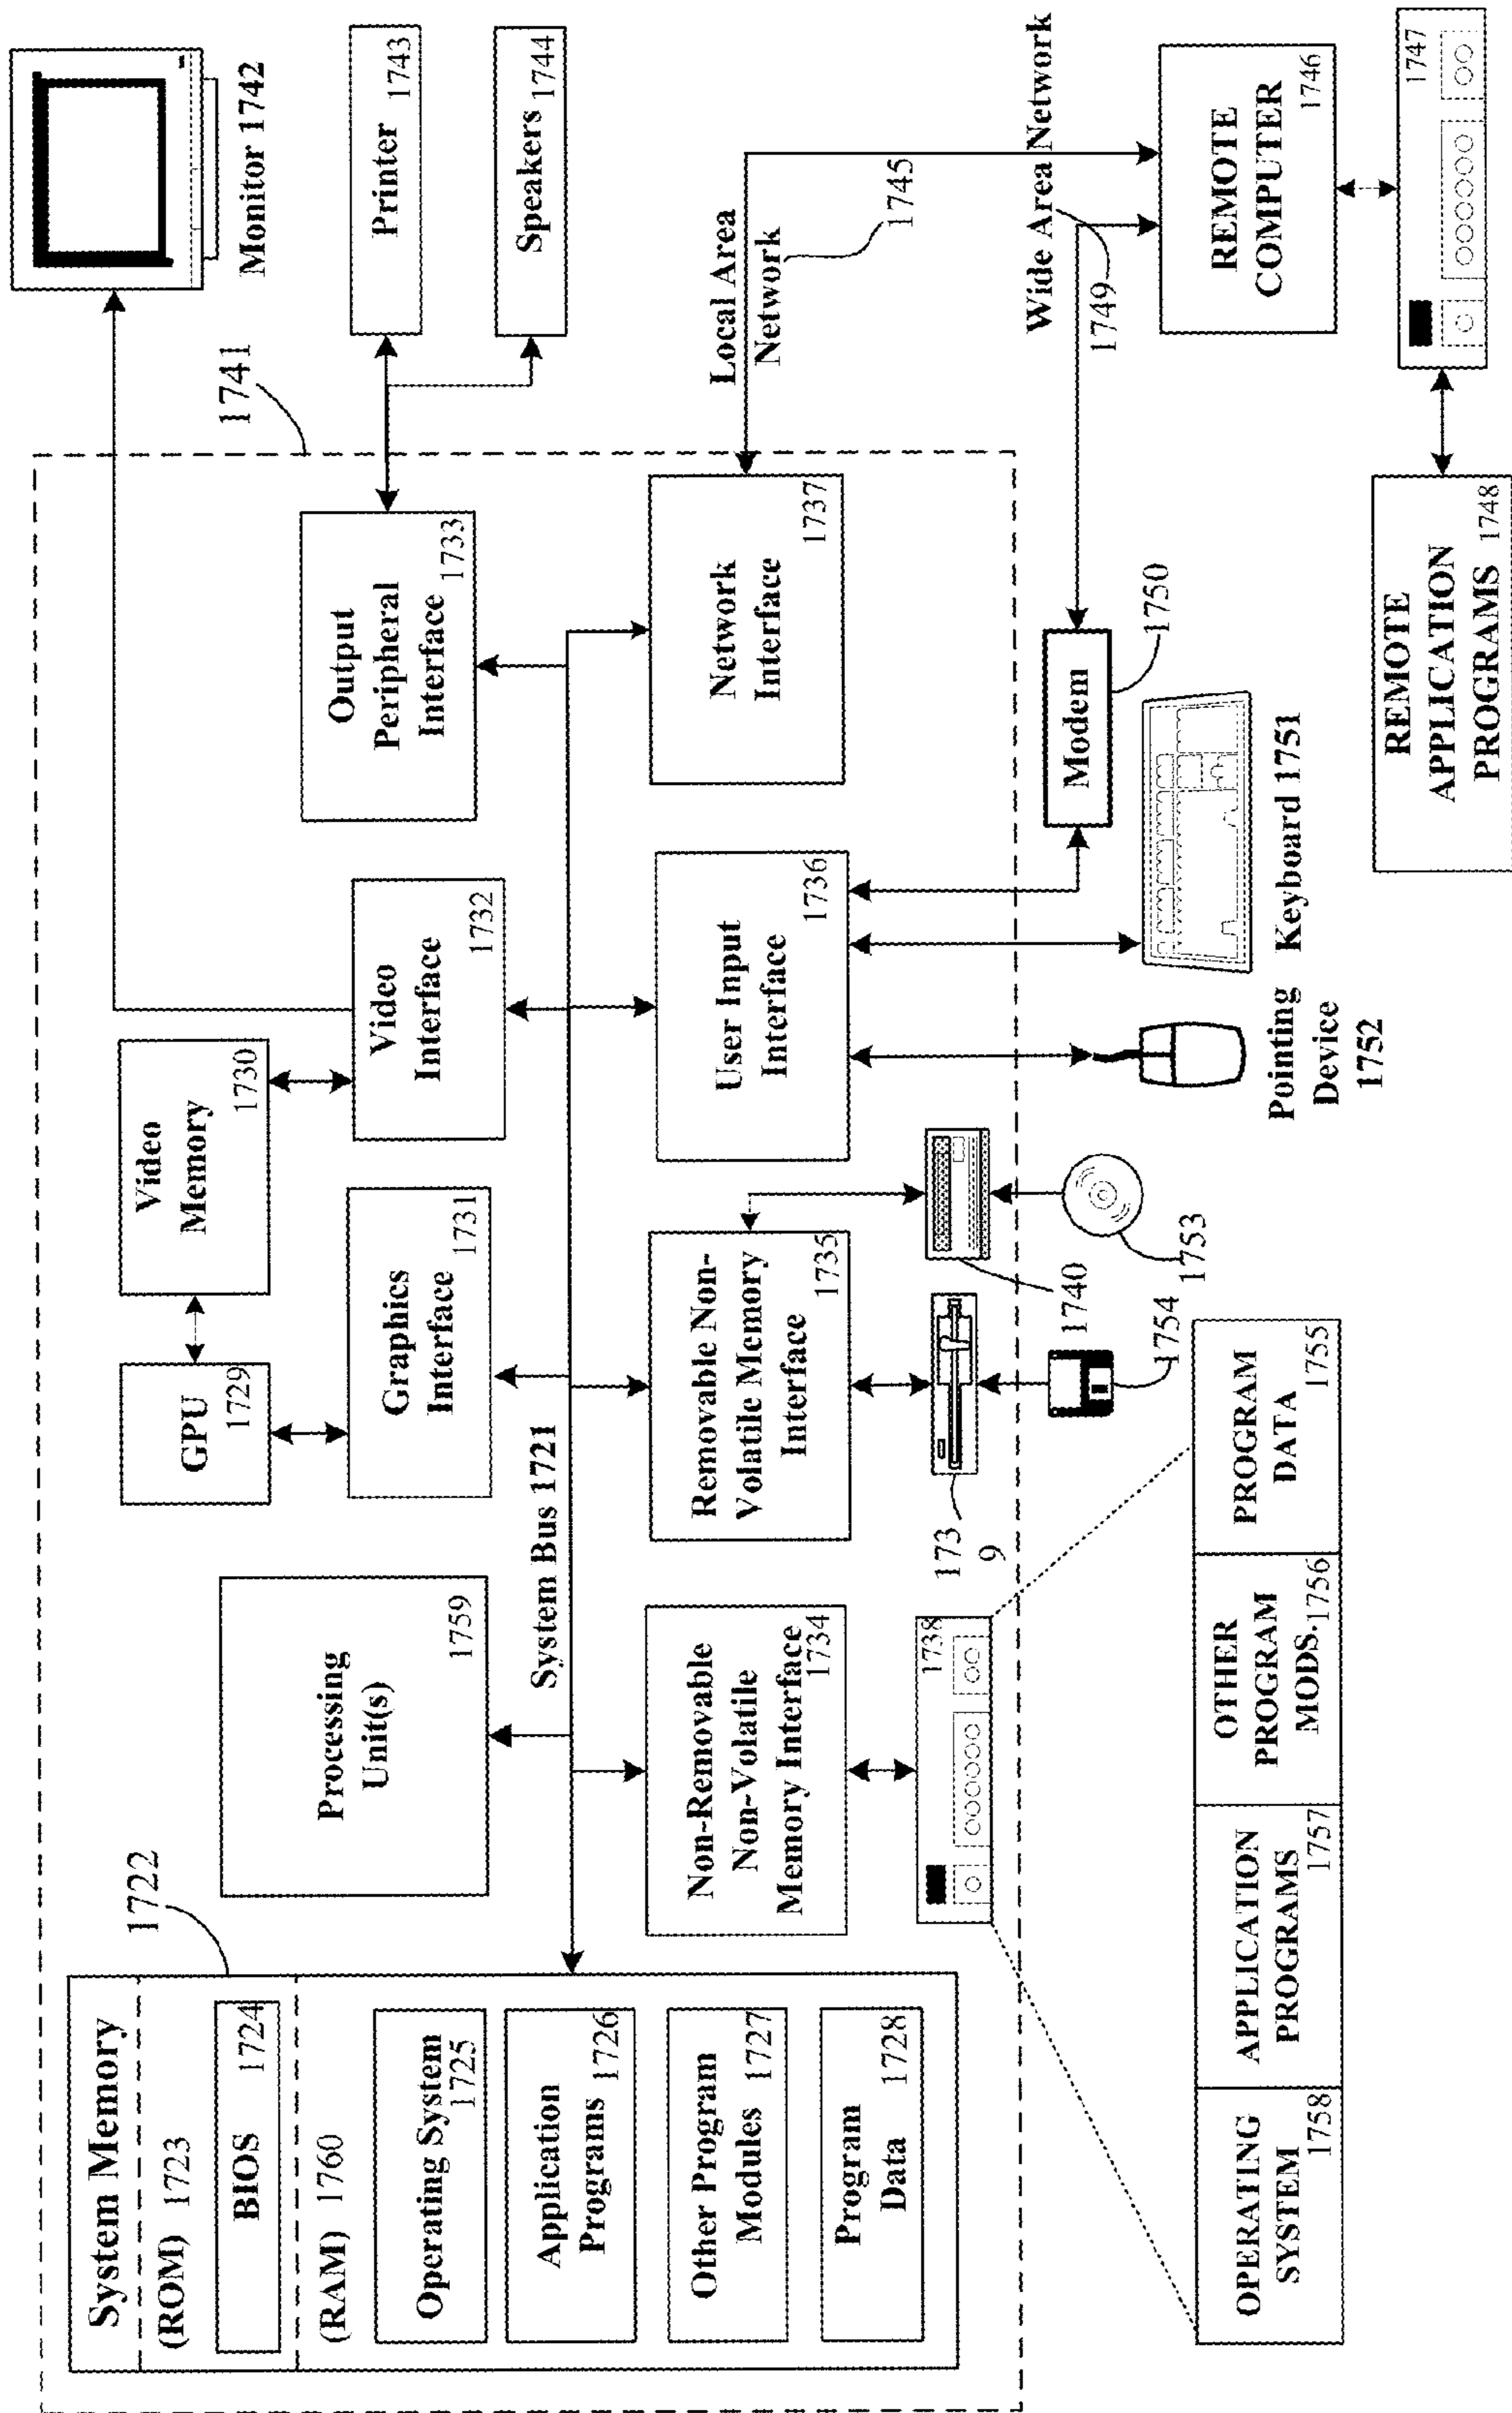 System Memory
(ROM) 1723
BIOS 1724
(RAM) 1760
Operating System
1725
Application
Programs 1726
Other Program
Modules 1727
Program
Data 1728
1722
Processing
Unit(s)
1759
GPU
1729
Video
Memory
1730
Graphics
Interface
1731
Video
Interface
1732
Output
Peripheral
Interface 1733
1741
Monitor 1742
Printer
1743
Speakers
1744
System Bus 1721
Non-Removable
Non-Volatile
Memory Interface
1734
Removable Non-
Volatile Memory
Interface
1735
User Input
Interface
1736
Network
Interface
1737
Local Area
Network
1745
1738
173
9
1740
1754
1753
Pointing
Device
1752
Keyboard 1751
Modem
1750
Wide Area Network
1749
REMOTE
COMPUTER
1746
1747
REMOTE
APPLICATION
PROGRAMS 1748
OPERATING
SYSTEM
1758
APPLICATION
PROGRAMS
1757
OTHER
PROGRAM
MODS. 1756
PROGRAM
DATA
1755